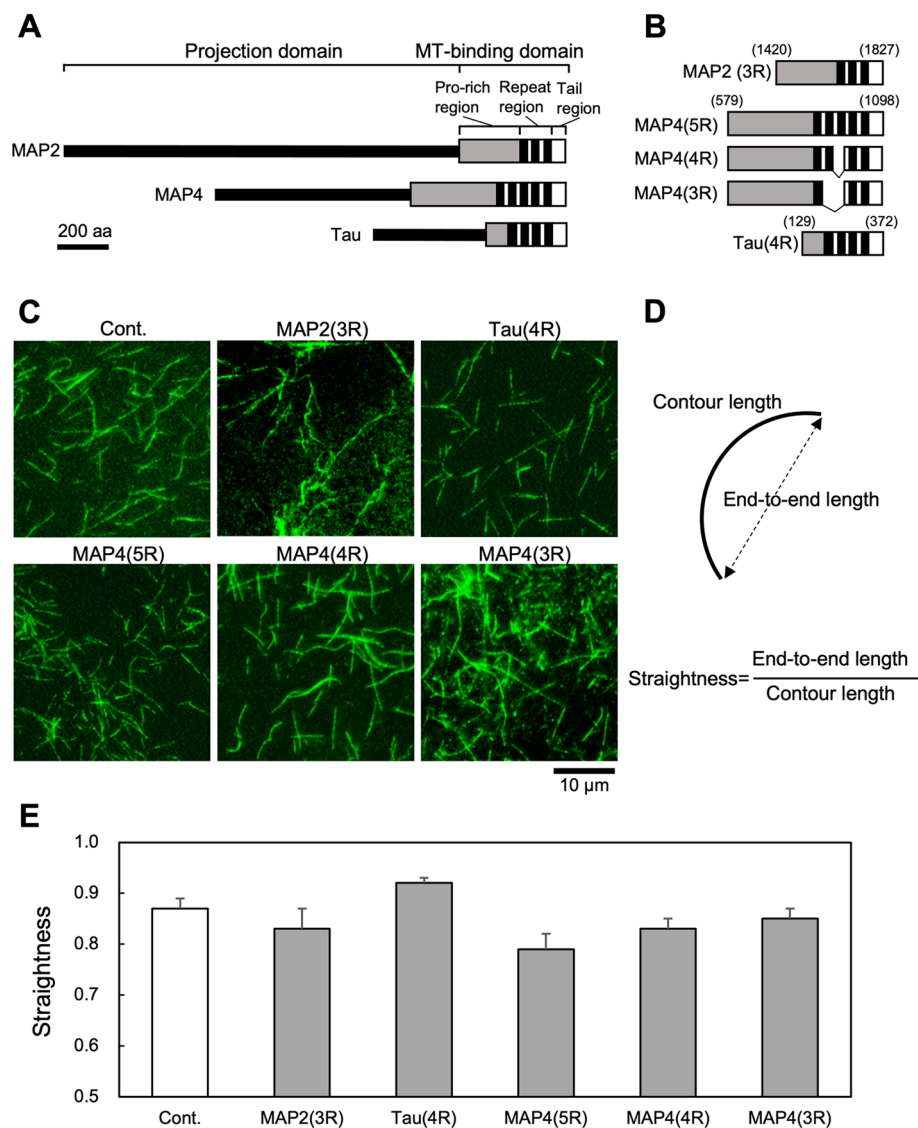 A
Projection domain
MT-binding domain
Pro-rich
region
Repeat
region
Tail
region
MAP2
MAP4
Tau
200 aa
B
(1420)
(1827)
MAP2 (3R)
(579)
(1098)
MAP4(5R)
MAP4(4R)
MAP4(3R)
(129)
(372)
Tau(4R)
C
Cont.
MAP2(3R)
Tau(4R)
MAP4(5R)
MAP4(4R)
MAP4(3R)
10 µm
D
Contour length
End-to-end length
Straightness=
End-to-end length
Contour length
E
Straightness
1.0
0.9
0.8
0.7
0.6
0.5
Cont.
MAP2(3R)
Tau(4R)
MAP4(5R)
MAP4(4R)
MAP4(3R)